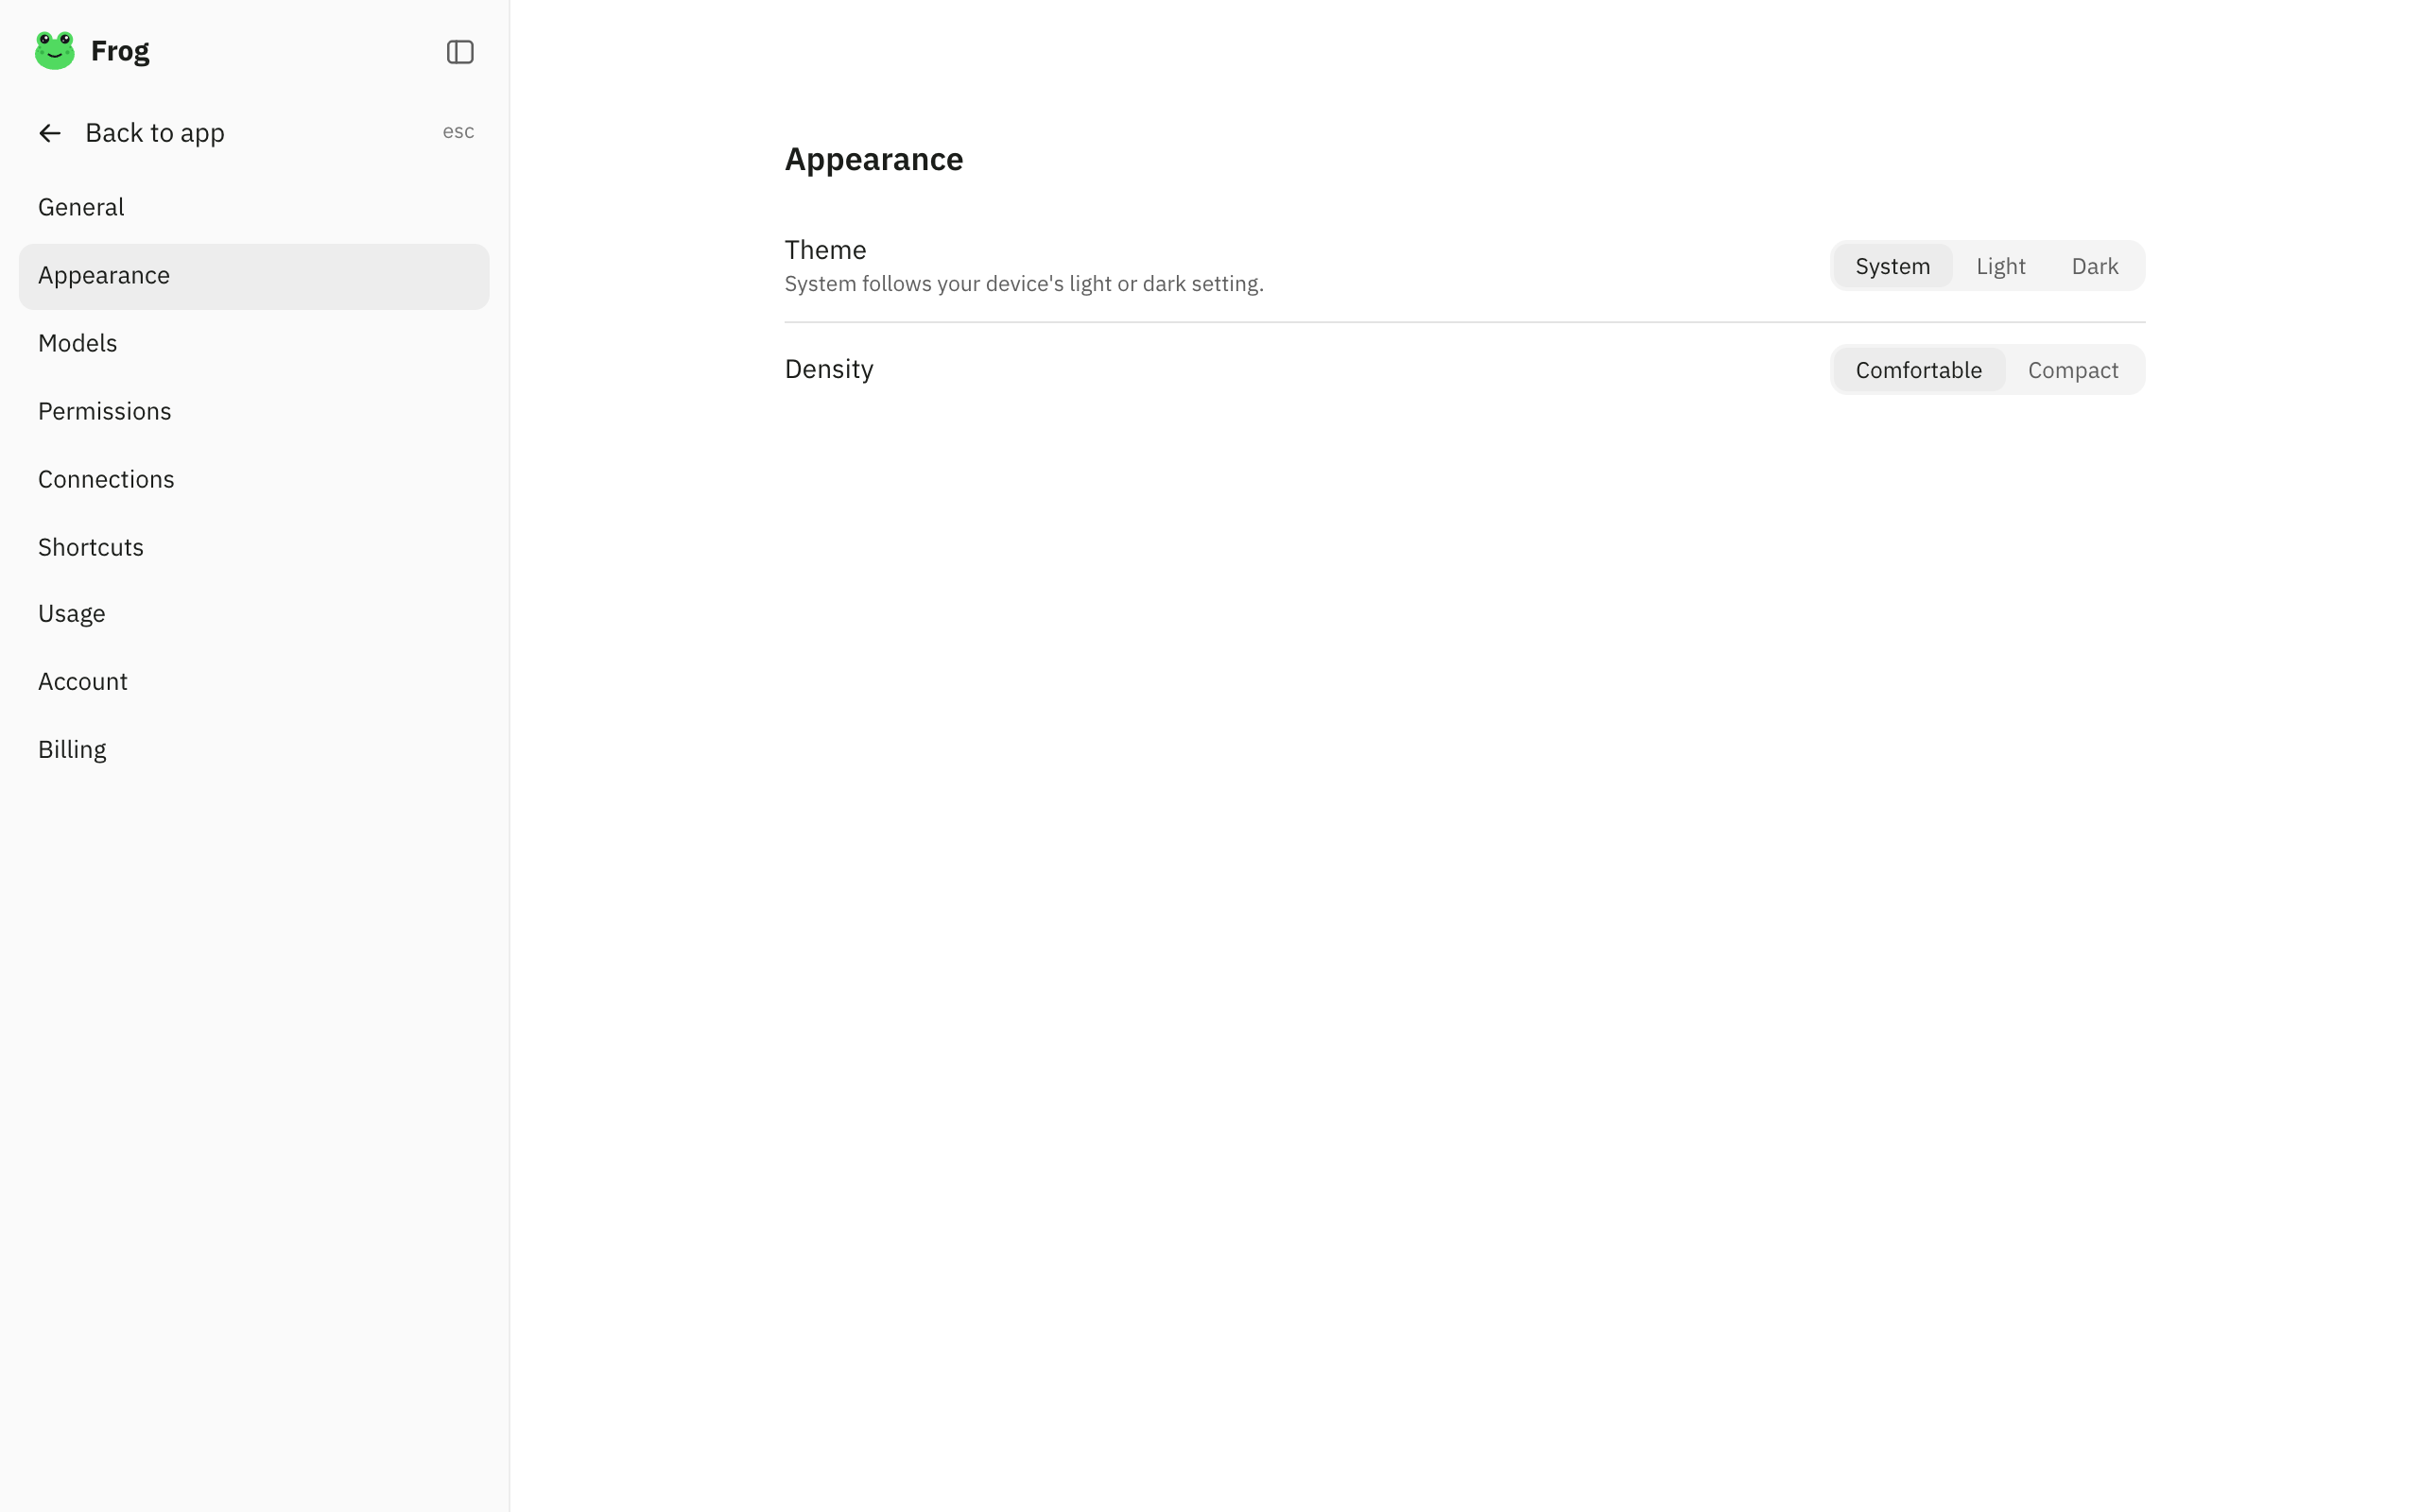 Frog
Back to app
esc
General
Appearance
Models
Permissions
Connections
Shortcuts
Usage
Account
Billing
Appearance
Theme
System follows your device's light or dark setting.
System Light Dark
Density
Comfortable Compact